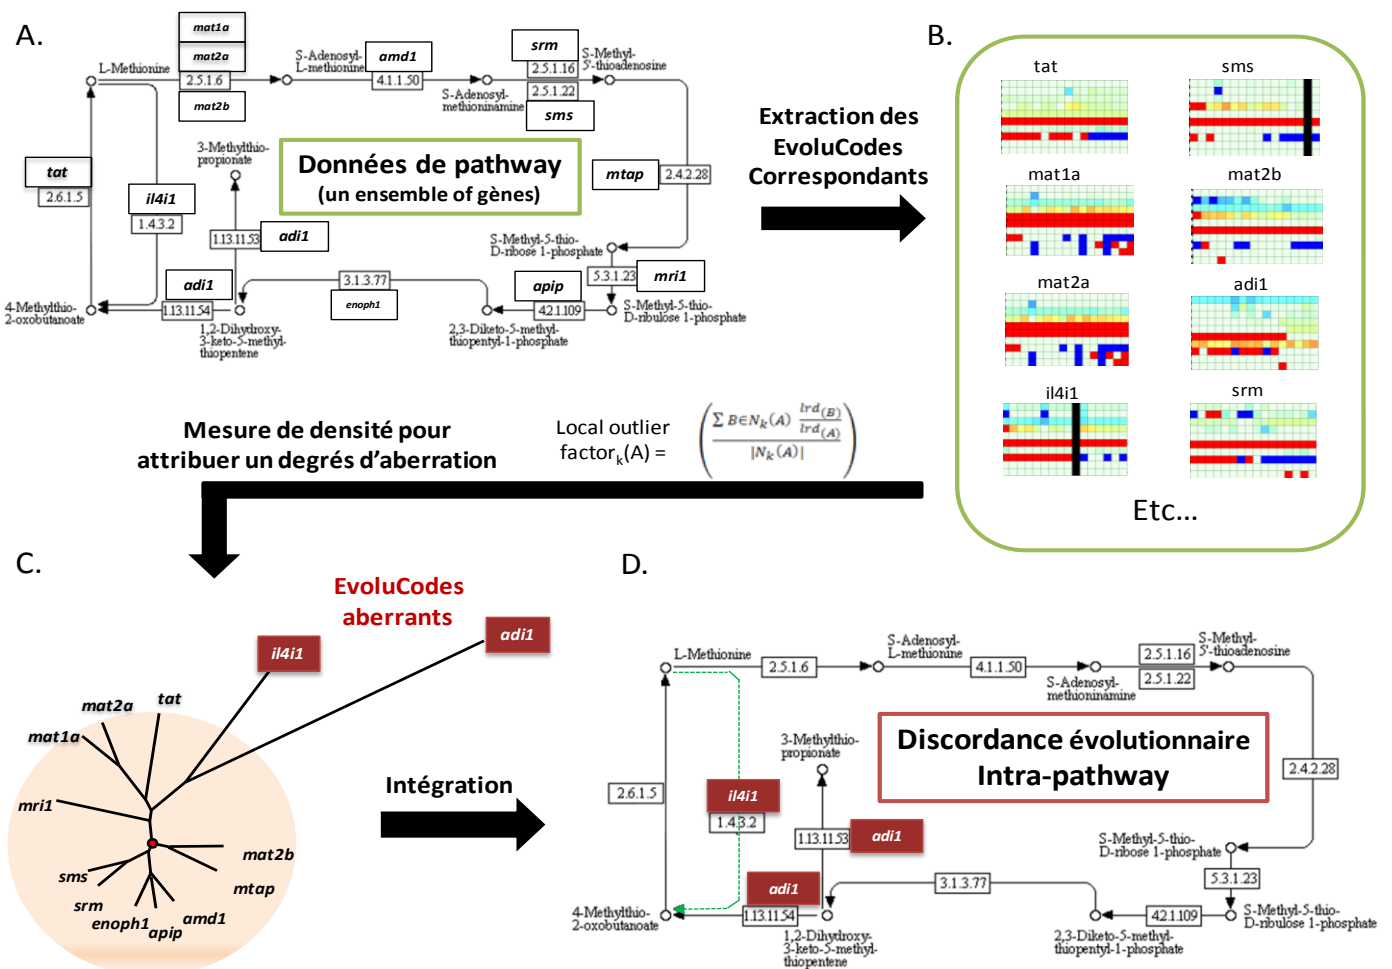 A.
mat1a
mat2a
L-Methionine
2.5.1.6
mat2b
S-Adenosyl-
L-methionine
amd1
4.1.1.50
S-Adenosyl-
methioninamine
srm
2.5.1.16
2.5.1.22
sms
S-Methyl-
5'-thioadenosine
tat
2.6.1.5
il4i1
1.4.3.2
3-Methylthio-
propionate
Données de pathway
(un ensemble of gènes)
mtap
2.4.2.28
1.13.11.53
adi1
S-Methyl-5-thio-
D-ribose 1-phosphate
5.3.1.23
mri1
adi1
1.13.11.54
3.1.3.77
enoph1
apip
4.2.1.109
4-Methylthio-
2-oxobutanoate
1,2-Dihydroxy-
3-keto-5-methyl-
thiopentene
2,3-Diketo-5-methyl-
thiopentyl-1-phosphate
S-Methyl-5-thio-
D-ribulose 1-phosphate
Extraction des
EvoluCodes
Correspondants
B.
tat
sms
mat1a
mat2b
mat2a
adi1
il4i1
srm
Etc...
Mesure de densité pour
attribuer un degrés d'aberration
Local outlier
factork(A) =
∑ B∈Nk(A) lrd(B)
lrd(A)
|Nk(A)|
C.
EvoluCodes
aberrants
il4i1
adi1
mat2a
tat
mat1a
mri1
sms
srm
enoph1
apip
amd1
mtap
mat2b
Intégration
D.
L-Methionine
2.5.1.6
S-Adenosyl-
L-methionine
4.1.1.50
S-Adenosyl-
methioninamine
2.5.1.16
2.5.1.22
S-Methyl-
5'-thioadenosine
3-Methylthio-
propionate
Discordance évolutionnaire
Intra-pathway
2.4.2.28
2.6.1.5
il4i1
1.4.3.2
1.13.11.53
adi1
S-Methyl-5-thio-
D-ribose 1-phosphate
5.3.1.23
adi1
1.13.11.54
3.1.3.77
4.2.1.109
4-Methylthio-
2-oxobutanoate
1,2-Dihydroxy-
3-keto-5-methyl-
thiopentene
2,3-Diketo-5-methyl-
thiopentyl-1-phosphate
S-Methyl-5-thio-
D-ribulose 1-phosphate